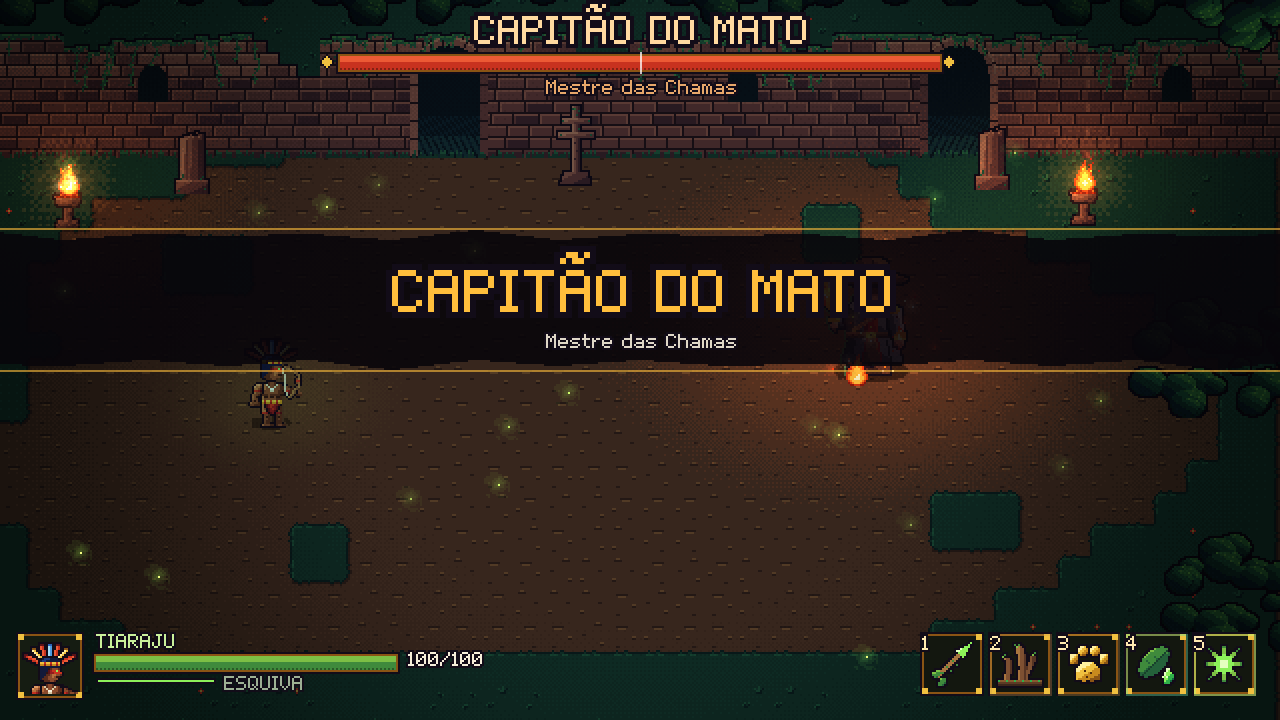 CAPITÃO DO MATO
Mestre das Chamas
CAPITÃO DO MATO
Mestre das Chamas
TIARAJU
100/100
ESQUIVA
1 2 3 4 5